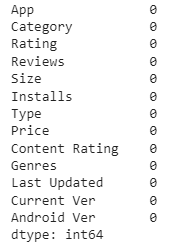 App 0
Category 0
Rating 0
Reviews 0
Size 0
Installs 0
Type 0
Price 0
Content Rating 0
Genres 0
Last Updated 0
Current Ver 0
Android Ver 0
dtype: int64